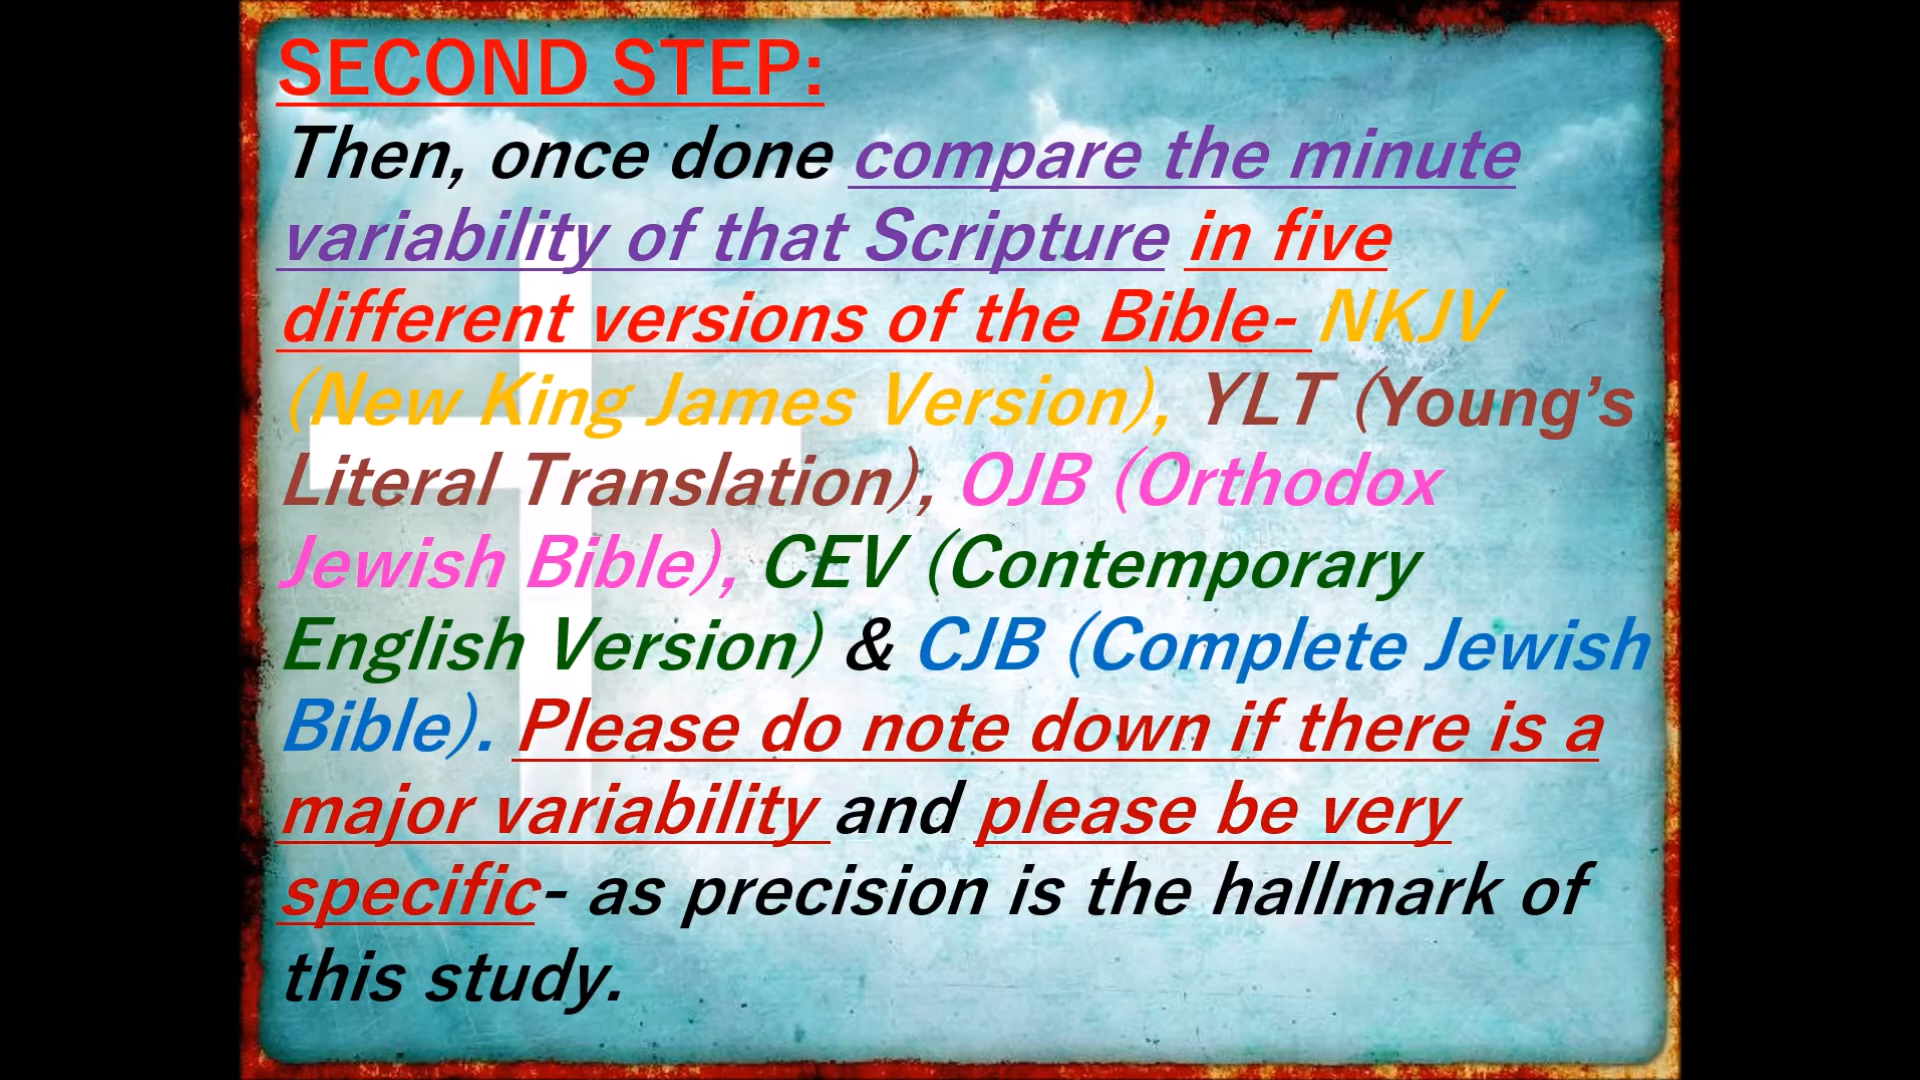 SECOND STEP:
Then, once done compare the minute
variability of that Scripture in five
different versions of the Bible- NKJV
(New King James Version), YLT (Young’s
Literal Translation), OJB (Orthodox
Jewish Bible), CEV (Contemporary
English Version) & CJB (Complete Jewish
Bible). Please do note down if there is a
major variability and please be very
specific- as precision is the hallmark of
this study.